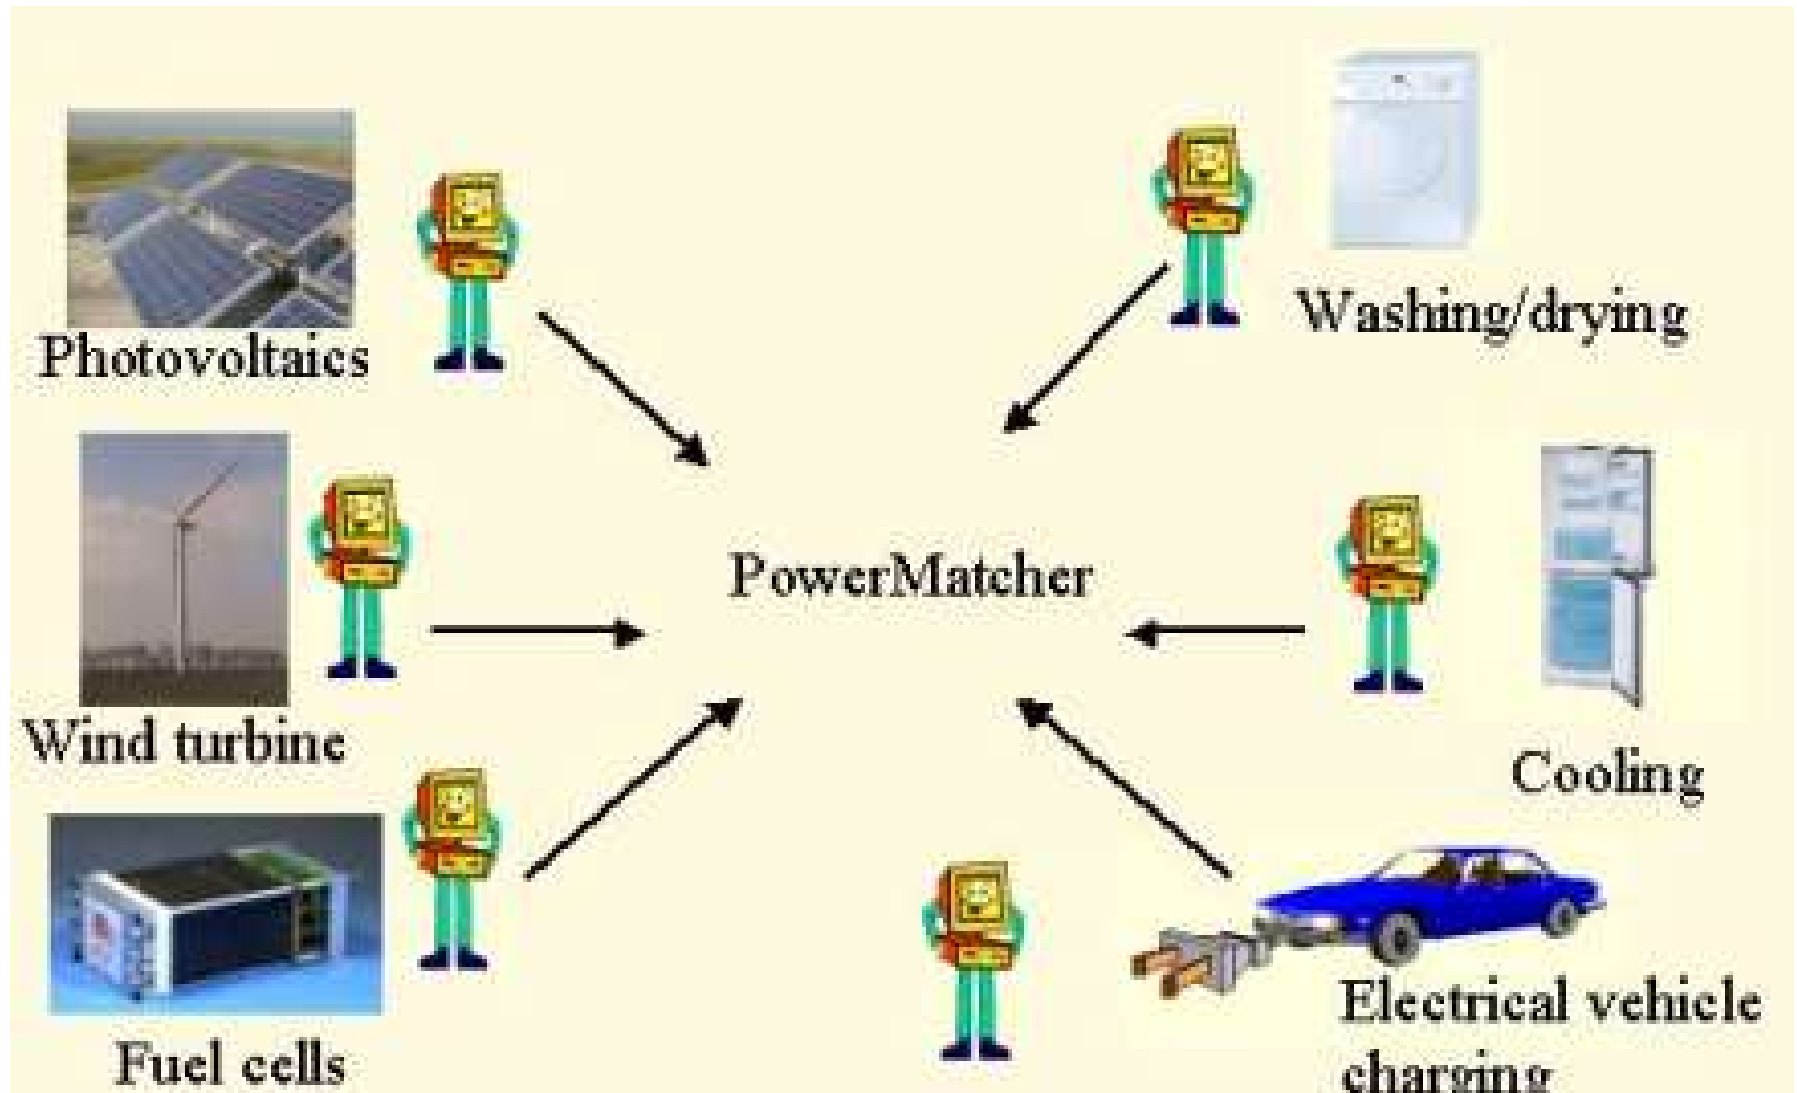 Photovoltaics
Washing/drying
PowerMatcher
Wind turbine
Cooling
Fuel cells
Electrical vehicle
charging